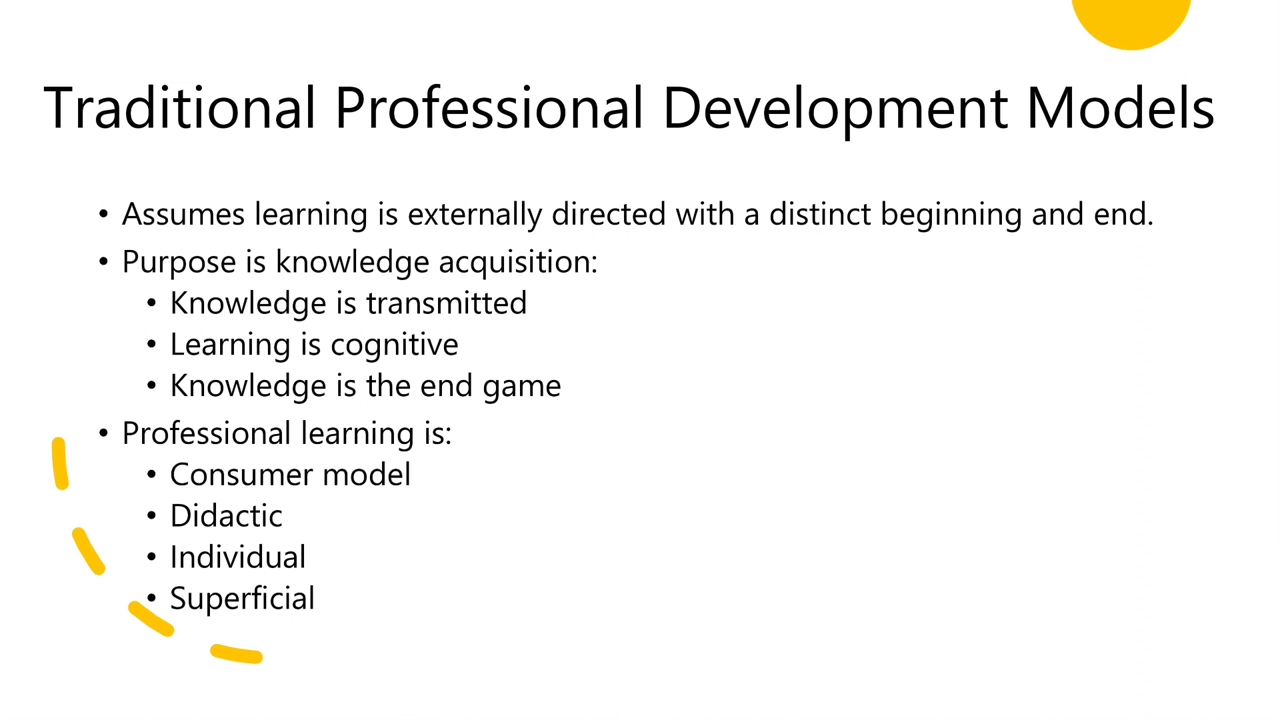 Traditional Professional Development Models
• Assumes learning is externally directed with a distinct beginning and end.
• Purpose is knowledge acquisition:
• Knowledge is transmitted
• Learning is cognitive
• Knowledge is the end game
• Professional learning is:
• Consumer model
• Didactic
• Individual
• Superficial